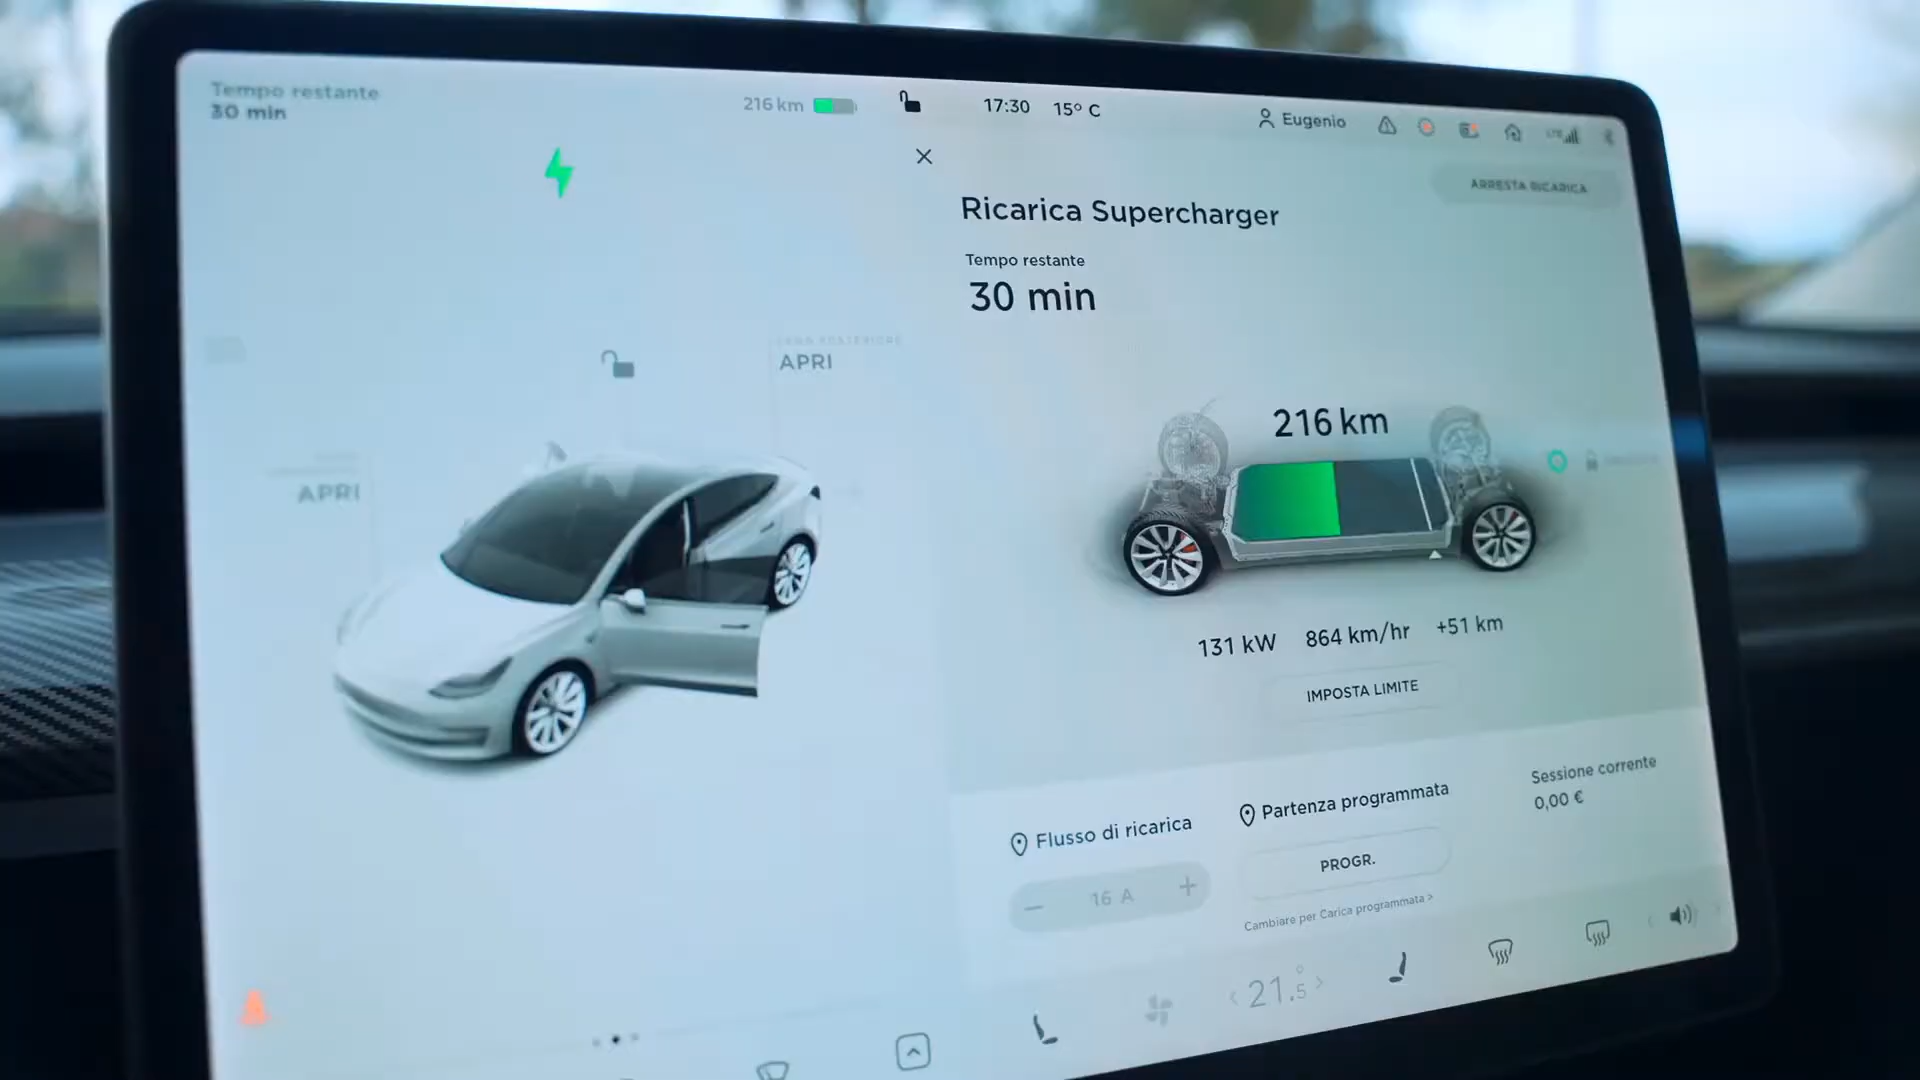 Tempo restante
30 min
216 km
17:30 15° C
Eugenio
LTE
ARRESTA RICARICA
Ricarica Supercharger
Tempo restante
30 min
APRI
APRI
216 km
131 kW 864 km/hr +51 km
IMPOSTA LIMITE
Flusso di ricarica
16 A
Partenza programmata
PROGR.
Cambiare per Carica programmata >
Sessione corrente
0,00 €
21.5°